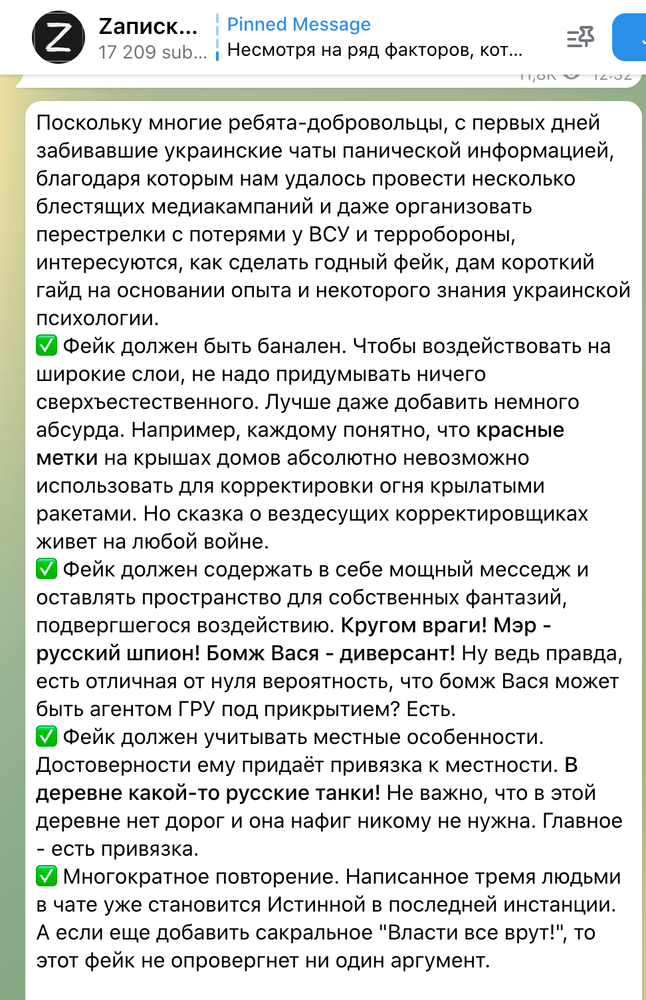 Zаписк...
17 209 sub...
Pinned Message
Несмотря на ряд факторов, кот...
11,8K 12:32
Поскольку многие ребята-добровольцы, с первых дней
забивавшие украинские чаты панической информацией,
благодаря которым нам удалось провести несколько
блестящих медиакампаний и даже организовать
перестрелки с потерями у ВСУ и терробороны,
интересуются, как сделать годный фейк, дам короткий
гайд на основании опыта и некоторого знания украинской
психологии.
✅ Фейк должен быть банален. Чтобы воздействовать на
широкие слои, не надо придумывать ничего
сверхъестественного. Лучше даже добавить немного
абсурда. Например, каждому понятно, что красные
метки на крышах домов абсолютно невозможно
использовать для корректировки огня крылатыми
ракетами. Но сказка о вездесущих корректировщиках
живет на любой войне.
✅ Фейк должен содержать в себе мощный месседж и
оставлять пространство для собственных фантазий,
подвергшегося воздействию. Кругом враги! Мэр -
русский шпион! Бомж Вася - диверсант! Ну ведь правда,
есть отличная от нуля вероятность, что бомж Вася может
быть агентом ГРУ под прикрытием? Есть.
✅ Фейк должен учитывать местные особенности.
Достоверности ему придаёт привязка к местности. В
деревне какой-то русские танки! Не важно, что в этой
деревне нет дорог и она нафиг никому не нужна. Главное
- есть привязка.
✅ Многократное повторение. Написанное тремя людьми
в чате уже становится Истинной в последней инстанции.
А если еще добавить сакральное "Власти все врут!", то
этот фейк не опровергнет ни один аргумент.